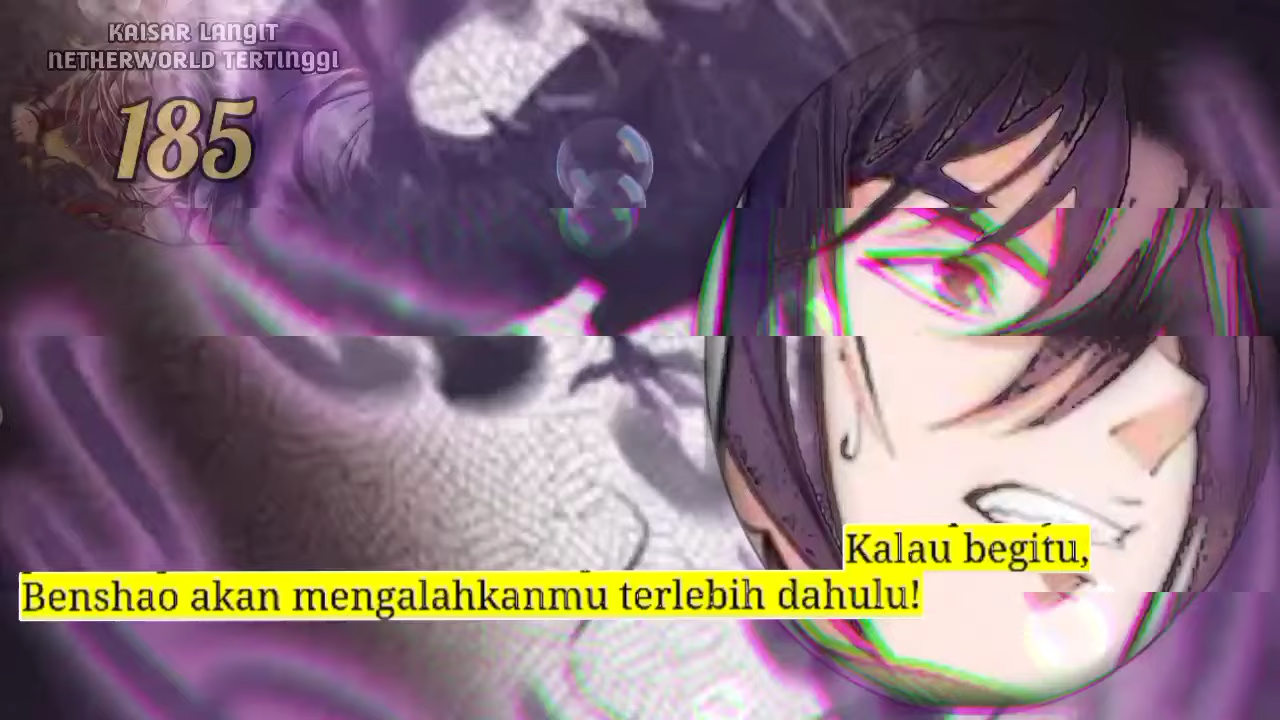 KAISAR LANGIT
NETHERWORLD TERTINGGI
185
Kalau begitu,
Benshao akan mengalahkanmu terlebih dahulu!